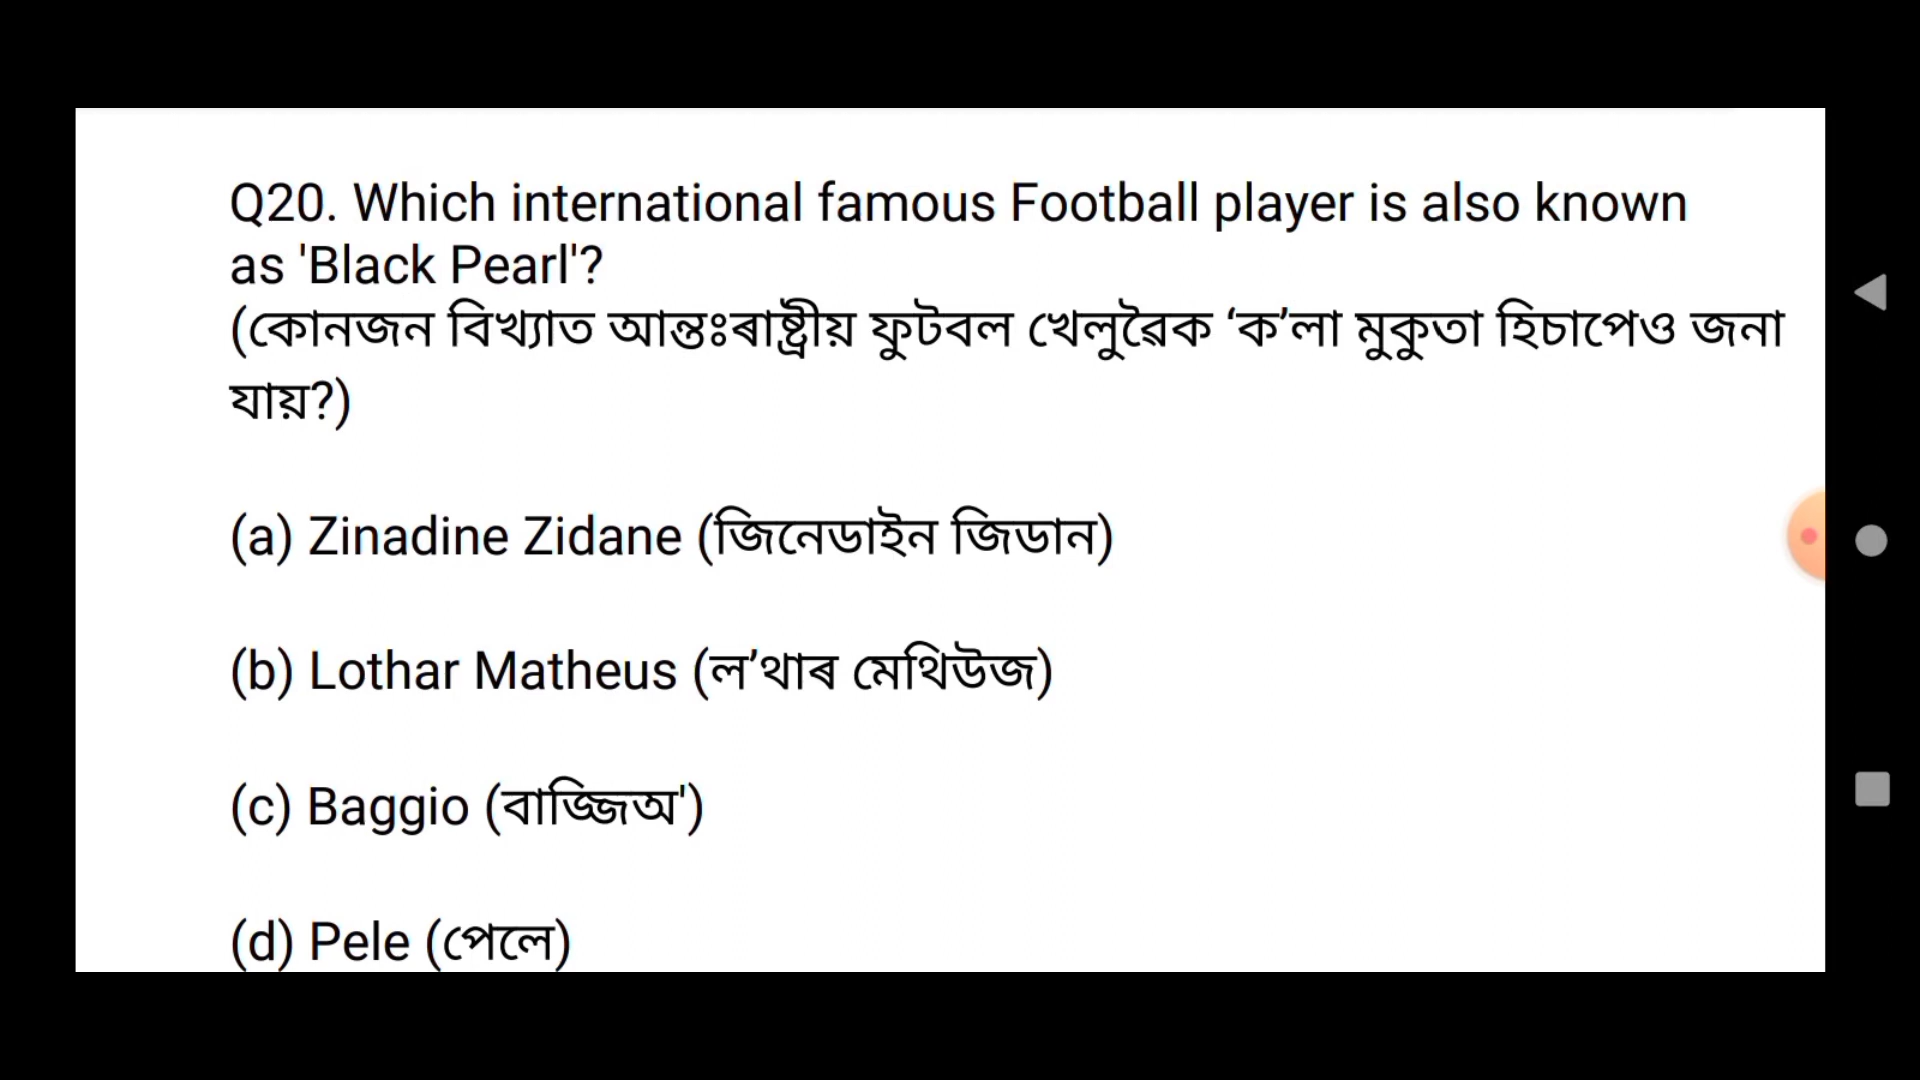 Q20. Which international famous Football player is also known
as 'Black Pearl'?
(কোনজন বিখ্যাত আন্তঃৰাষ্ট্ৰীয় ফুটবল খেলুৱৈক ‘ক’লা মুকুতা হিচাপেও জনা
যায়?)
(a) Zinadine Zidane (জিনেডাইন জিডান)
(b) Lothar Matheus (ল’থাৰ মেথিউজ)
(c) Baggio (বাজ্জিঅ')
(d) Pele (পেলে)